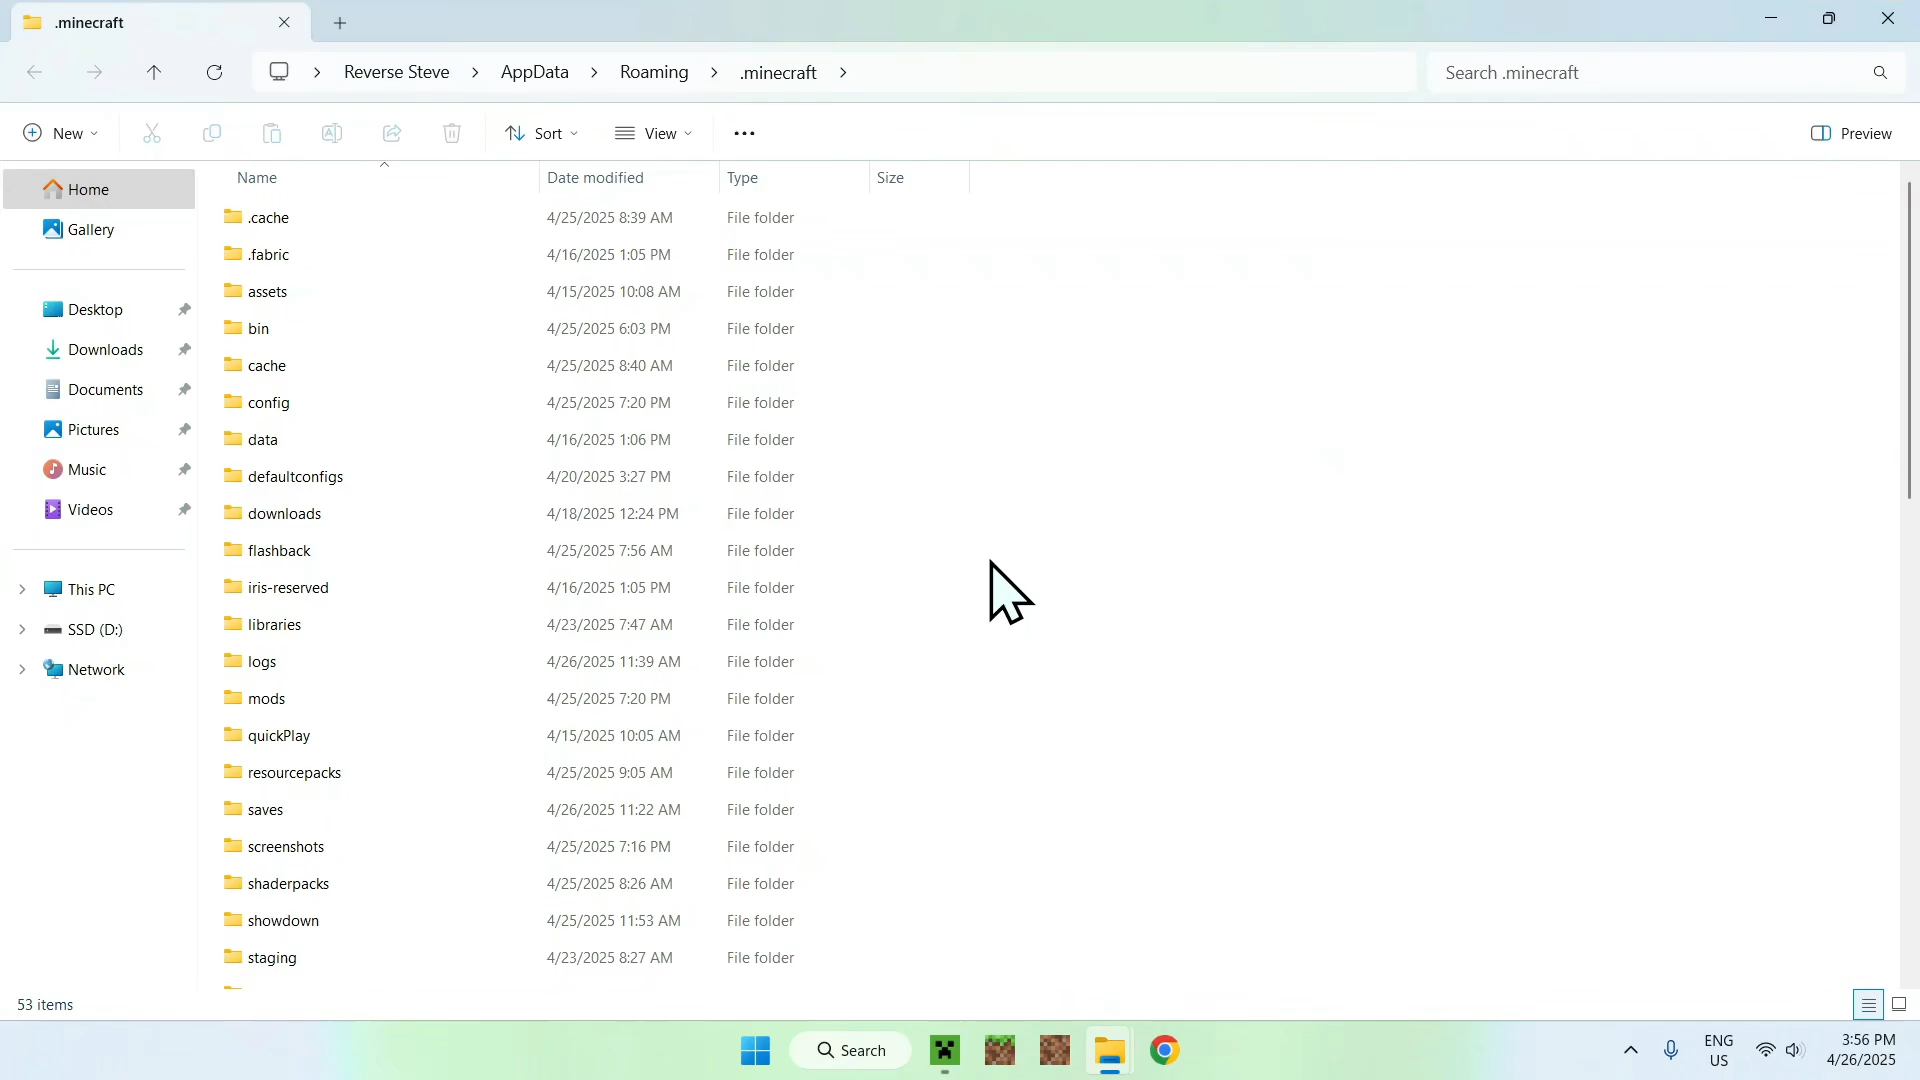 .minecraft
Reverse Steve > AppData > Roaming > .minecraft >
Search .minecraft
New
Sort
View
Preview
Name Date modified Type Size
Home
Gallery
Desktop
Downloads
Documents
Pictures
Music
Videos
This PC
SSD (D:)
Network
.cache 4/25/2025 8:39 AM File folder
.fabric 4/16/2025 1:05 PM File folder
assets 4/15/2025 10:08 AM File folder
bin 4/25/2025 6:03 PM File folder
cache 4/25/2025 8:40 AM File folder
config 4/25/2025 7:20 PM File folder
data 4/16/2025 1:06 PM File folder
defaultconfigs 4/20/2025 3:27 PM File folder
downloads 4/18/2025 12:24 PM File folder
flashback 4/25/2025 7:56 AM File folder
iris-reserved 4/16/2025 1:05 PM File folder
libraries 4/23/2025 7:47 AM File folder
logs 4/26/2025 11:39 AM File folder
mods 4/25/2025 7:20 PM File folder
quickPlay 4/15/2025 10:05 AM File folder
resourcepacks 4/25/2025 9:05 AM File folder
saves 4/26/2025 11:22 AM File folder
screenshots 4/25/2025 7:16 PM File folder
shaderpacks 4/25/2025 8:26 AM File folder
showdown 4/25/2025 11:53 AM File folder
staging 4/23/2025 8:27 AM File folder
53 items
Search
ENG
US
3:56 PM
4/26/2025